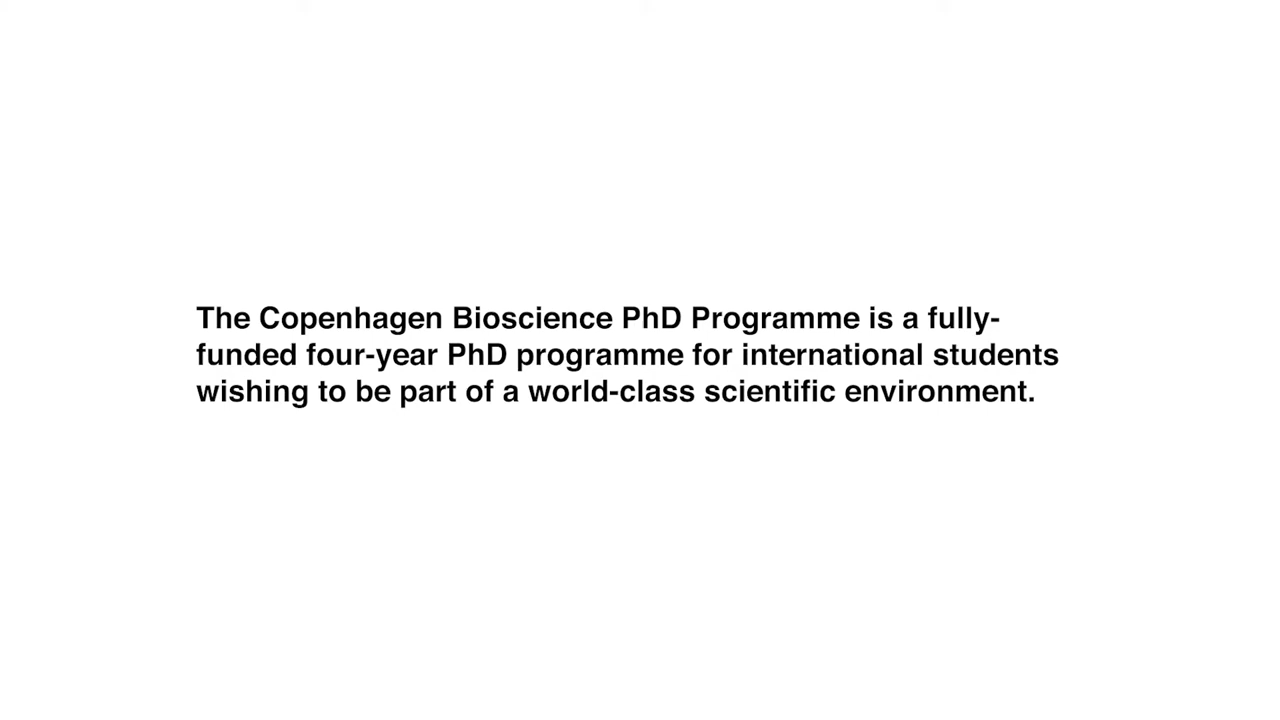 The Copenhagen Bioscience PhD Programme is a fully-
funded four-year PhD programme for international students
wishing to be part of a world-class scientific environment.